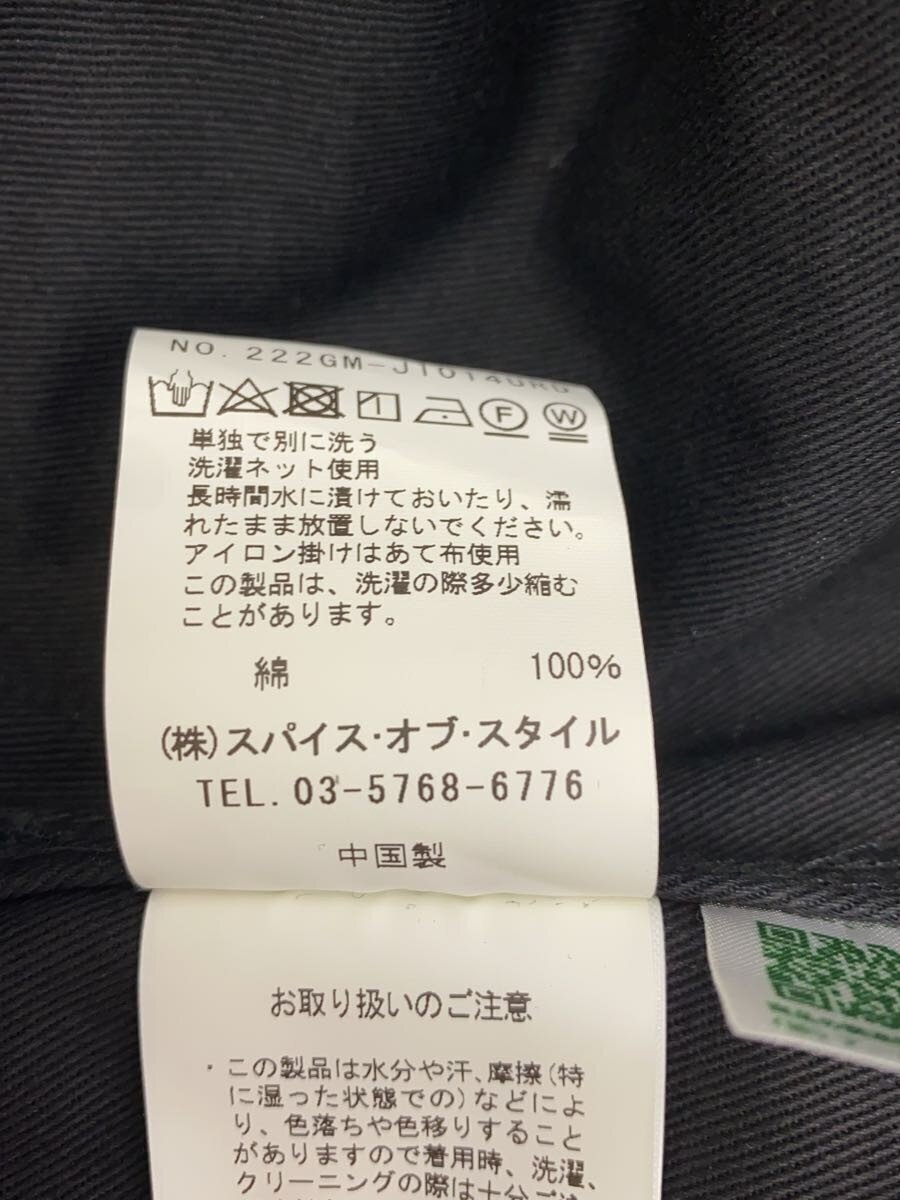 NO. 222GM-J10140RD
F W
単独で別に洗う
洗濯ネット使用
長時間水に漬けておいたり、濡
れたまま放置しないでください。
アイロン掛けはあて布使用
この製品は、洗濯の際多少縮む
ことがあります。
綿 100%
(株)スパイス・オブ・スタイル
TEL. 03-5768-6776
中国製
お取り扱いのご注意
・この製品は水分や汗、摩擦(特
に湿った状態での)などによ
り、色落ちや色移りすること
がありますので着用時、洗濯、
クリーニングの際は十分ご注